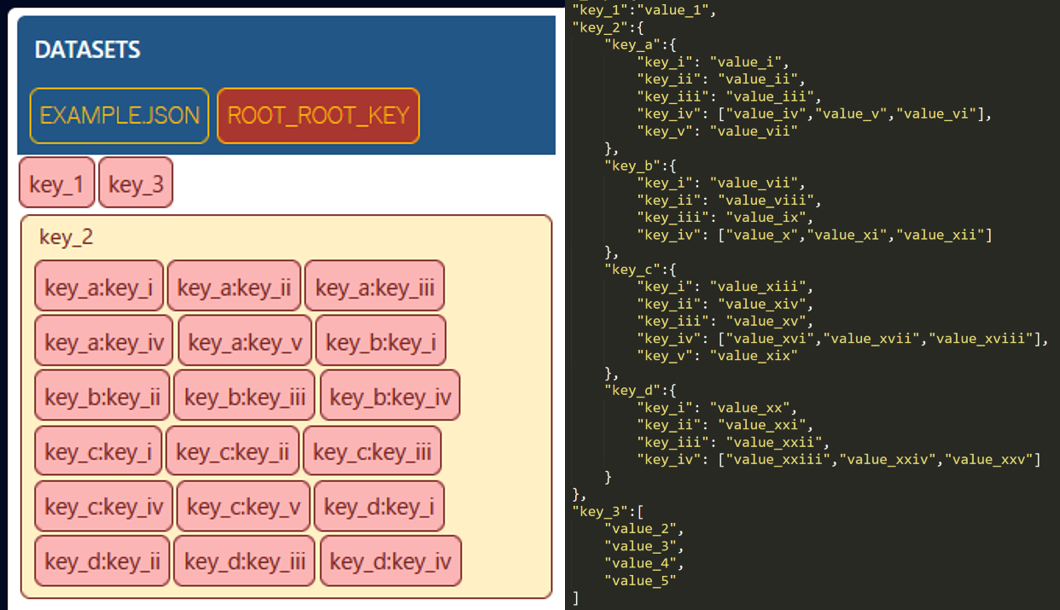 DATASETS
EXAMPLE.JSON ROOT_ROOT_KEY
key_1 key_3
key_2
key_a:key_i key_a:key_ii key_a:key_iii
key_a:key_iv key_a:key_v key_b:key_i
key_b:key_ii key_b:key_iii key_b:key_iv
key_c:key_i key_c:key_ii key_c:key_iii
key_c:key_iv key_c:key_v key_d:key_i
key_d:key_ii key_d:key_iii key_d:key_iv
"key_1":"value_1",
"key_2":{
"key_a":{
"key_i": "value_i",
"key_ii": "value_ii",
"key_iii": "value_iii",
"key_iv": ["value_iv","value_v","value_vi"],
"key_v": "value_vii"
},
"key_b":{
"key_i": "value_vii",
"key_ii": "value_viii",
"key_iii": "value_ix",
"key_iv": ["value_x","value_xi","value_xii"]
},
"key_c":{
"key_i": "value_xiii",
"key_ii": "value_xiv",
"key_iii": "value_xv",
"key_iv": ["value_xvi","value_xvii","value_xviii"],
"key_v": "value_xix"
},
"key_d":{
"key_i": "value_xx",
"key_ii": "value_xxi",
"key_iii": "value_xxii",
"key_iv": ["value_xxiii","value_xxiv","value_xxv"]
}
},
"key_3":[
"value_2",
"value_3",
"value_4",
"value_5"
]